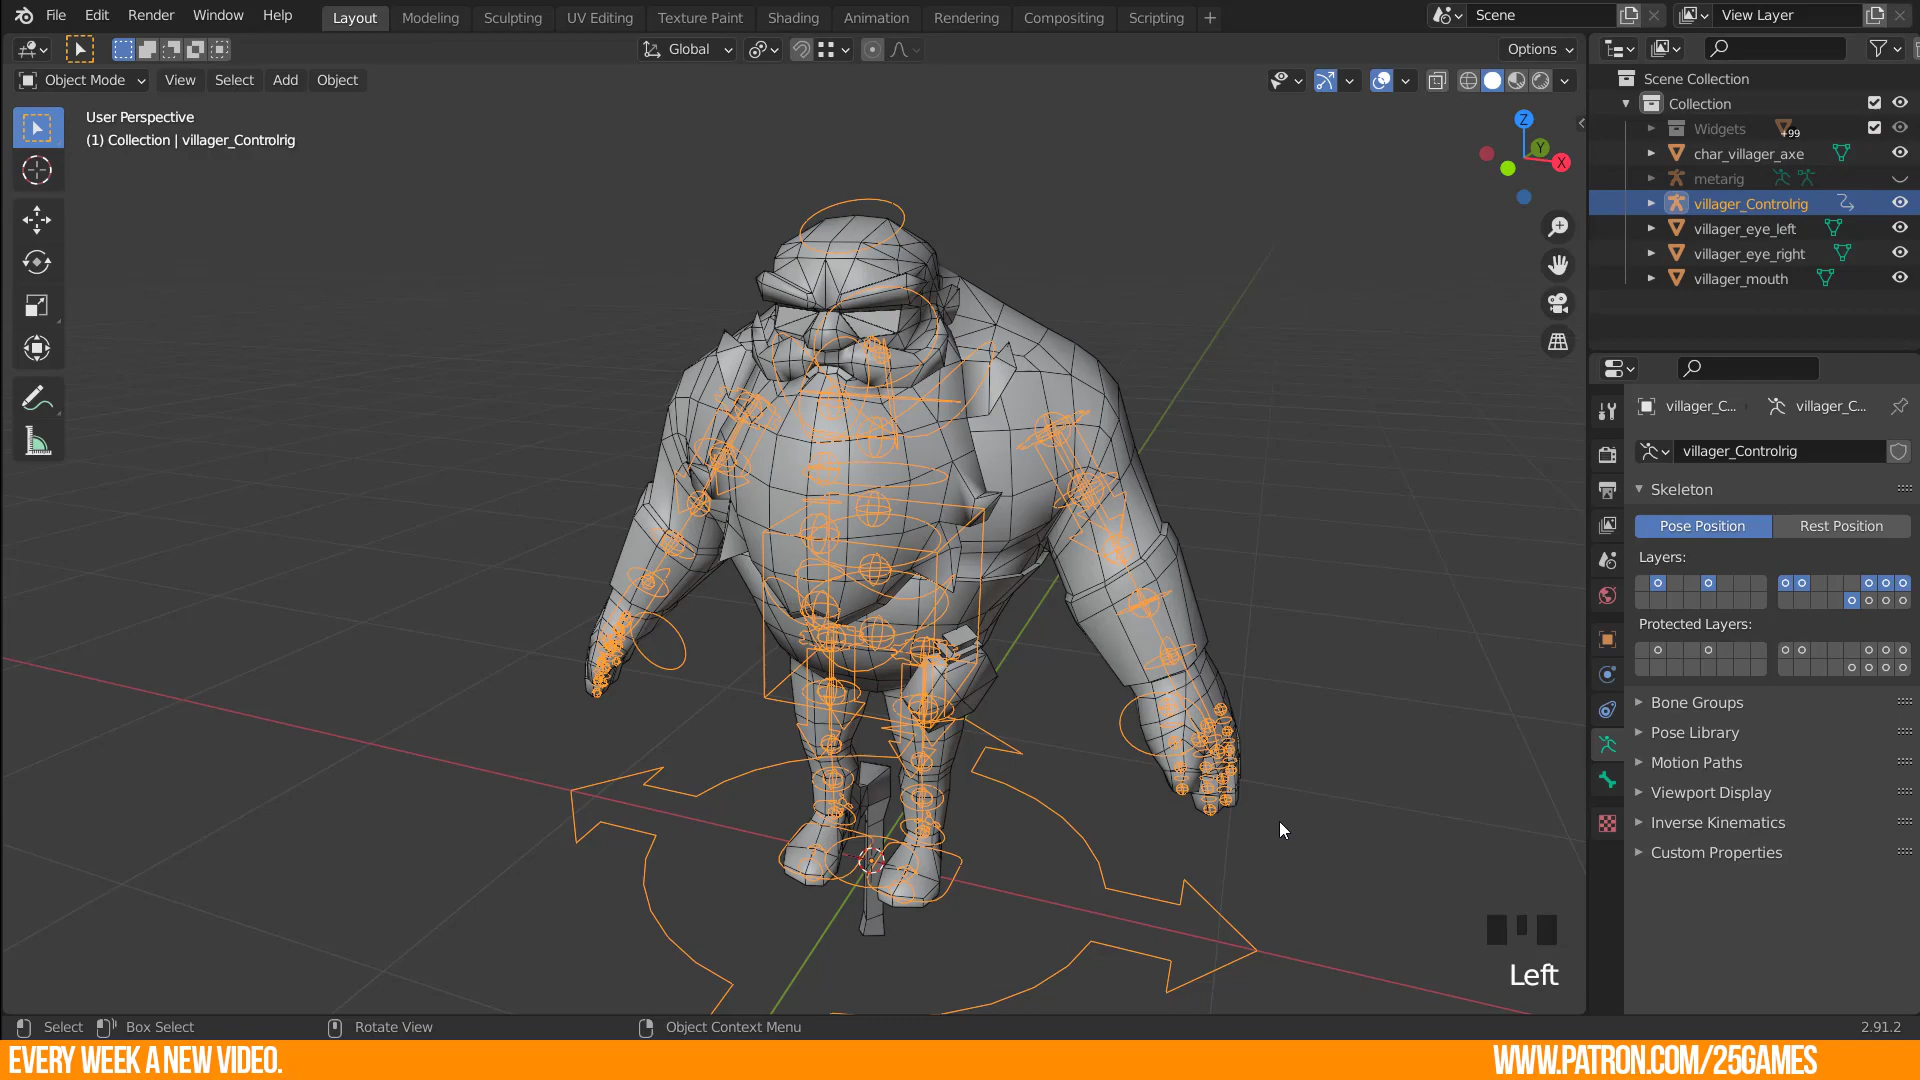 File Edit Render Window Help Layout Modeling Sculpting UV Editing Texture Paint Shading Animation Rendering Compositing Scripting + Scene View Layer
Global Options
Object Mode View Select Add Object
User Perspective
(1) Collection | villager_Controlrig
Z
Y
X
Scene Collection
Collection
Widgets +99
char_villager_axe
metarig
villager_Controlrig
villager_eye_left
villager_eye_right
villager_mouth
villager_C... villager_C...
villager_Controlrig
Skeleton
Pose Position Rest Position
Layers:
Protected Layers:
Bone Groups
Pose Library
Motion Paths
Viewport Display
Inverse Kinematics
Custom Properties
Left
Select Box Select Rotate View Object Context Menu 2.91.2
EVERY WEEK A NEW VIDEO. WWW.PATRON.COM/25GAMES